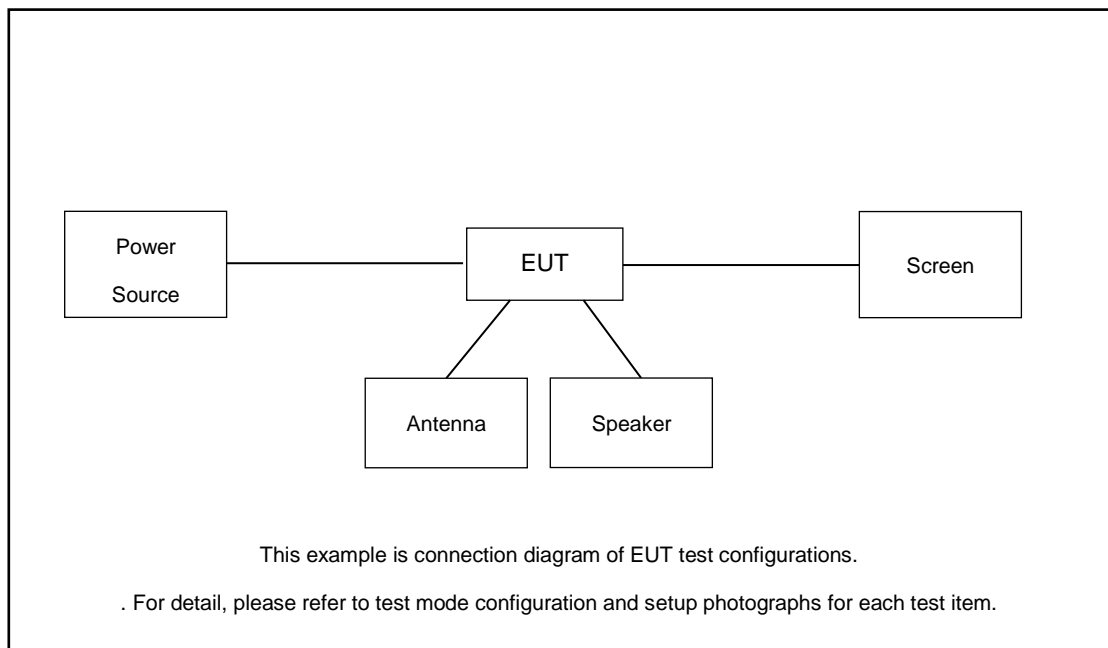 Power
Source
EUT
Screen
Antenna
Speaker
This example is connection diagram of EUT test configurations.
. For detail, please refer to test mode configuration and setup photographs for each test item.